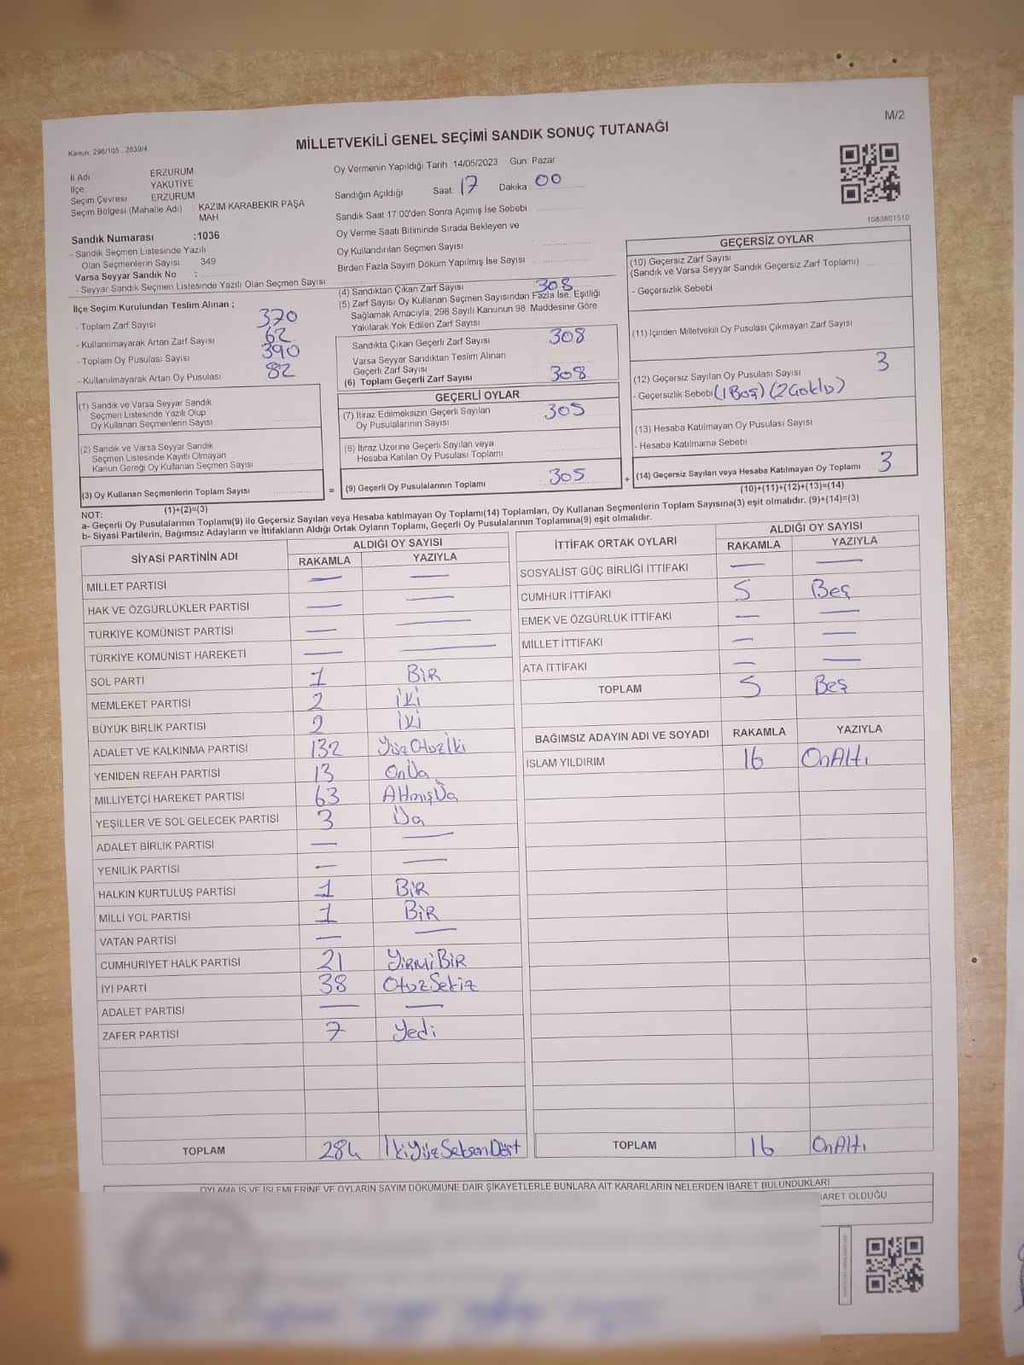 M/2
Kanun: 298/105 , 2839/4
MİLLETVEKİLİ GENEL SEÇİMİ SANDIK SONUÇ TUTANAĞI
İl Adı ERZURUM
İlçe YAKUTİYE
Seçim Çevresi ERZURUM
Seçim Bölgesi (Mahalle Adı) : KAZIM KARABEKİR PAŞA
MAH
Sandık Numarası :1036
- Sandık Seçmen Listesinde Yazılı
Olan Seçmenlerin Sayısı 349
Varsa Seyyar Sandık No :
- Seyyar Sandık Seçmen Listesinde Yazılı Olan Seçmen Sayısı
Oy Vermenin Yapıldığı Tarih 14/05/2023 Gün: Pazar
Sandığın Açıldığı Saat 17 Dakika 00
Sandık Saat 17:00'den Sonra Açımış İse Sebebi
Oy Verme Saati Bitiminde Sırada Bekleyen ve
Oy Kullandırılan Seçmen Sayısı
Birden Fazla Sayım Döküm Yapılmış İse Sayısı
1083801510
İlçe Seçim Kurulundan Teslim Alınan ;
- Toplam Zarf Sayısı 370
- Kullanılmayarak Artan Zarf Sayısı 62
- Toplam Oy Pusulası Sayısı 390
- Kullanılmayarak Artan Oy Pusulası 82
(1) Sandık ve Varsa Seyyar Sandık
Seçmen Listesinde Yazılı Olup
Oy Kullanan Seçmenlerin Sayısı
(2) Sandık ve Varsa Seyyar Sandık
Seçmen Listesinde Kayıtlı Olmayan
Kanun Gereği Oy Kullanan Seçmen Sayısı
(3) Oy Kullanan Seçmenlerin Toplam Sayısı =
(1)+(2)=(3)
(4) Sandıktan Çıkan Zarf Sayısı 308
(5) Zarf Sayısı Oy Kullanan Seçmen Sayısından Fazla İse, Eşitliği
Sağlamak Amacıyla, 298 Sayılı Kanunun 98. Maddesine Göre
Yakılarak Yok Edilen Zarf Sayısı
Sandıkta Çıkan Geçerli Zarf Sayısı 308
Varsa Seyyar Sandıktan Teslim Alınan
Geçerli Zarf Sayısı
(6) Toplam Geçerli Zarf Sayısı 308
GEÇERLİ OYLAR
(7) İtiraz Edilmeksizin Geçerli Sayılan
Oy Pusulalarının Sayısı 305
(8) İtiraz Üzerine Geçerli Sayılan veya
Hesaba Katılan Oy Pusulası Toplamı
(9) Geçerli Oy Pusulalarının Toplamı 305 +
GEÇERSİZ OYLAR
(10) Geçersiz Zarf Sayısı
(Sandık ve Varsa Seyyar Sandık Geçersiz Zarf Toplamı)
- Geçersizlik Sebebi
(11) İçinden Milletvekili Oy Pusulası Çıkmayan Zarf Sayısı
(12) Geçersiz Sayılan Oy Pusulası Sayısı 3
- Geçersizlik Sebebi (1 Boş) (2 Goklo)
(13) Hesaba Katılmayan Oy Pusulası Sayısı
- Hesaba Katılmama Sebebi
(14) Geçersiz Sayılan veya Hesaba Katılmayan Oy Toplamı 3
(10)+(11)+(12)+(13)=(14)
NOT:
a- Geçerli Oy Pusulalarının Toplamı(9) ile Geçersiz Sayılan veya Hesaba katılmayan Oy Toplamı(14) Toplamları, Oy Kullanan Seçmenlerin Toplam Sayısına(3) eşit olmalıdır. (9)+(14)=(3)
b- Siyasi Partilerin, Bağımsız Adayların ve İttifakların Aldığı Ortak Oyların Toplamı, Geçerli Oy Pusulalarının Toplamına(9) eşit olmalıdır.
SİYASİ PARTİNİN ADI ALDIĞI OY SAYISI
RAKAMLA YAZIYLA
MİLLET PARTİSİ — —
HAK VE ÖZGÜRLÜKLER PARTİSİ — —
TÜRKİYE KOMÜNİST PARTİSİ — —
TÜRKİYE KOMÜNİST HAREKETİ — —
SOL PARTİ 1 BİR
MEMLEKET PARTİSİ 2 İKİ
BÜYÜK BİRLİK PARTİSİ 2 İKİ
ADALET VE KALKINMA PARTİSİ 132 YüzOtuzİki
YENİDEN REFAH PARTİSİ 13 OnÜç
MİLLİYETÇİ HAREKET PARTİSİ 63 AltmışÜç
YEŞİLLER VE SOL GELECEK PARTİSİ 3 Üç
ADALET BİRLİK PARTİSİ — —
YENİLİK PARTİSİ — —
HALKIN KURTULUŞ PARTİSİ 1 BİR
MİLLİ YOL PARTİSİ 1 BİR
VATAN PARTİSİ — —
CUMHURİYET HALK PARTİSİ 21 YİRMİBİR
İYİ PARTİ 38 OtuzSekiz
ADALET PARTİSİ — —
ZAFER PARTİSİ 7 Yedi
TOPLAM 284 İkiYüzSeksenDört
İTTİFAK ORTAK OYLARI ALDIĞI OY SAYISI
RAKAMLA YAZIYLA
SOSYALİST GÜÇ BİRLİĞİ İTTİFAKI — —
CUMHUR İTTİFAKI 5 Beş
EMEK VE ÖZGÜRLÜK İTTİFAKI — —
MİLLET İTTİFAKI — —
ATA İTTİFAKI — —
TOPLAM 5 Beş
BAĞIMSIZ ADAYIN ADI VE SOYADI RAKAMLA YAZIYLA
İSLAM YILDIRIM 16 OnAltı
TOPLAM 16 OnAltı
OYLAMA İŞ VE İŞLEMLERİNE VE OYLARIN SAYIM DÖKÜMÜNE DAİR ŞİKAYETLERLE BUNLARA AİT KARARLARIN NELERDEN İBARET BULUNDUKLARI
BARET OLDUĞU